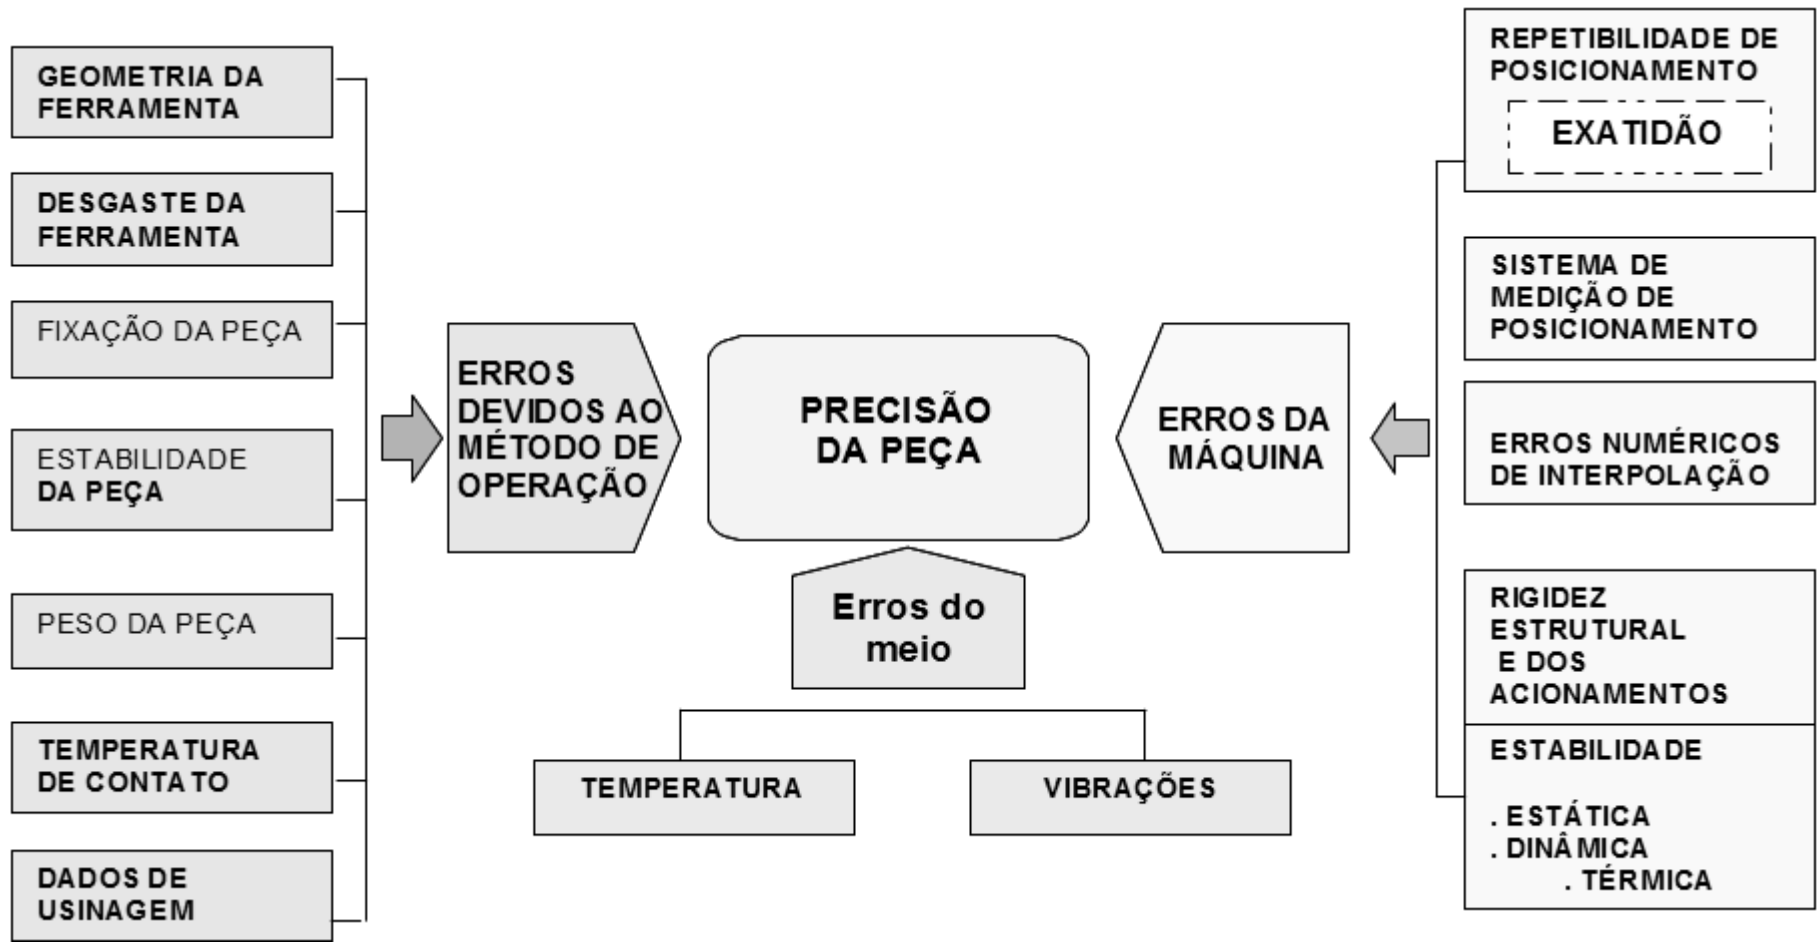 GEOMETRIA DA
FERRAMENTA
DESGASTE DA
FERRAMENTA
FIXAÇÃO DA PEÇA
ESTABILIDADE
DA PEÇA
PESO DA PEÇA
TEMPERATURA
DE CONTATO
DADOS DE
USINAGEM
ERROS
DEVIDOS AO
MÉTODO DE
OPERAÇÃO
PRECISÃO
DA PEÇA
Erros do
meio
TEMPERATURA
VIBRAÇÕES
ERROS DA
MÁQUINA
REPETIBILIDADE DE
POSICIONAMENTO
EXATIDÃO
SISTEMA DE
MEDIÇÃO DE
POSICIONAMENTO
ERROS NUMÉRICOS
DE INTERPOLAÇÃO
RIGIDEZ
ESTRUTURAL
E DOS
ACIONAMENTOS
ESTABILIDADE
. ESTÁTICA
. DINÂMICA
. TÉRMICA